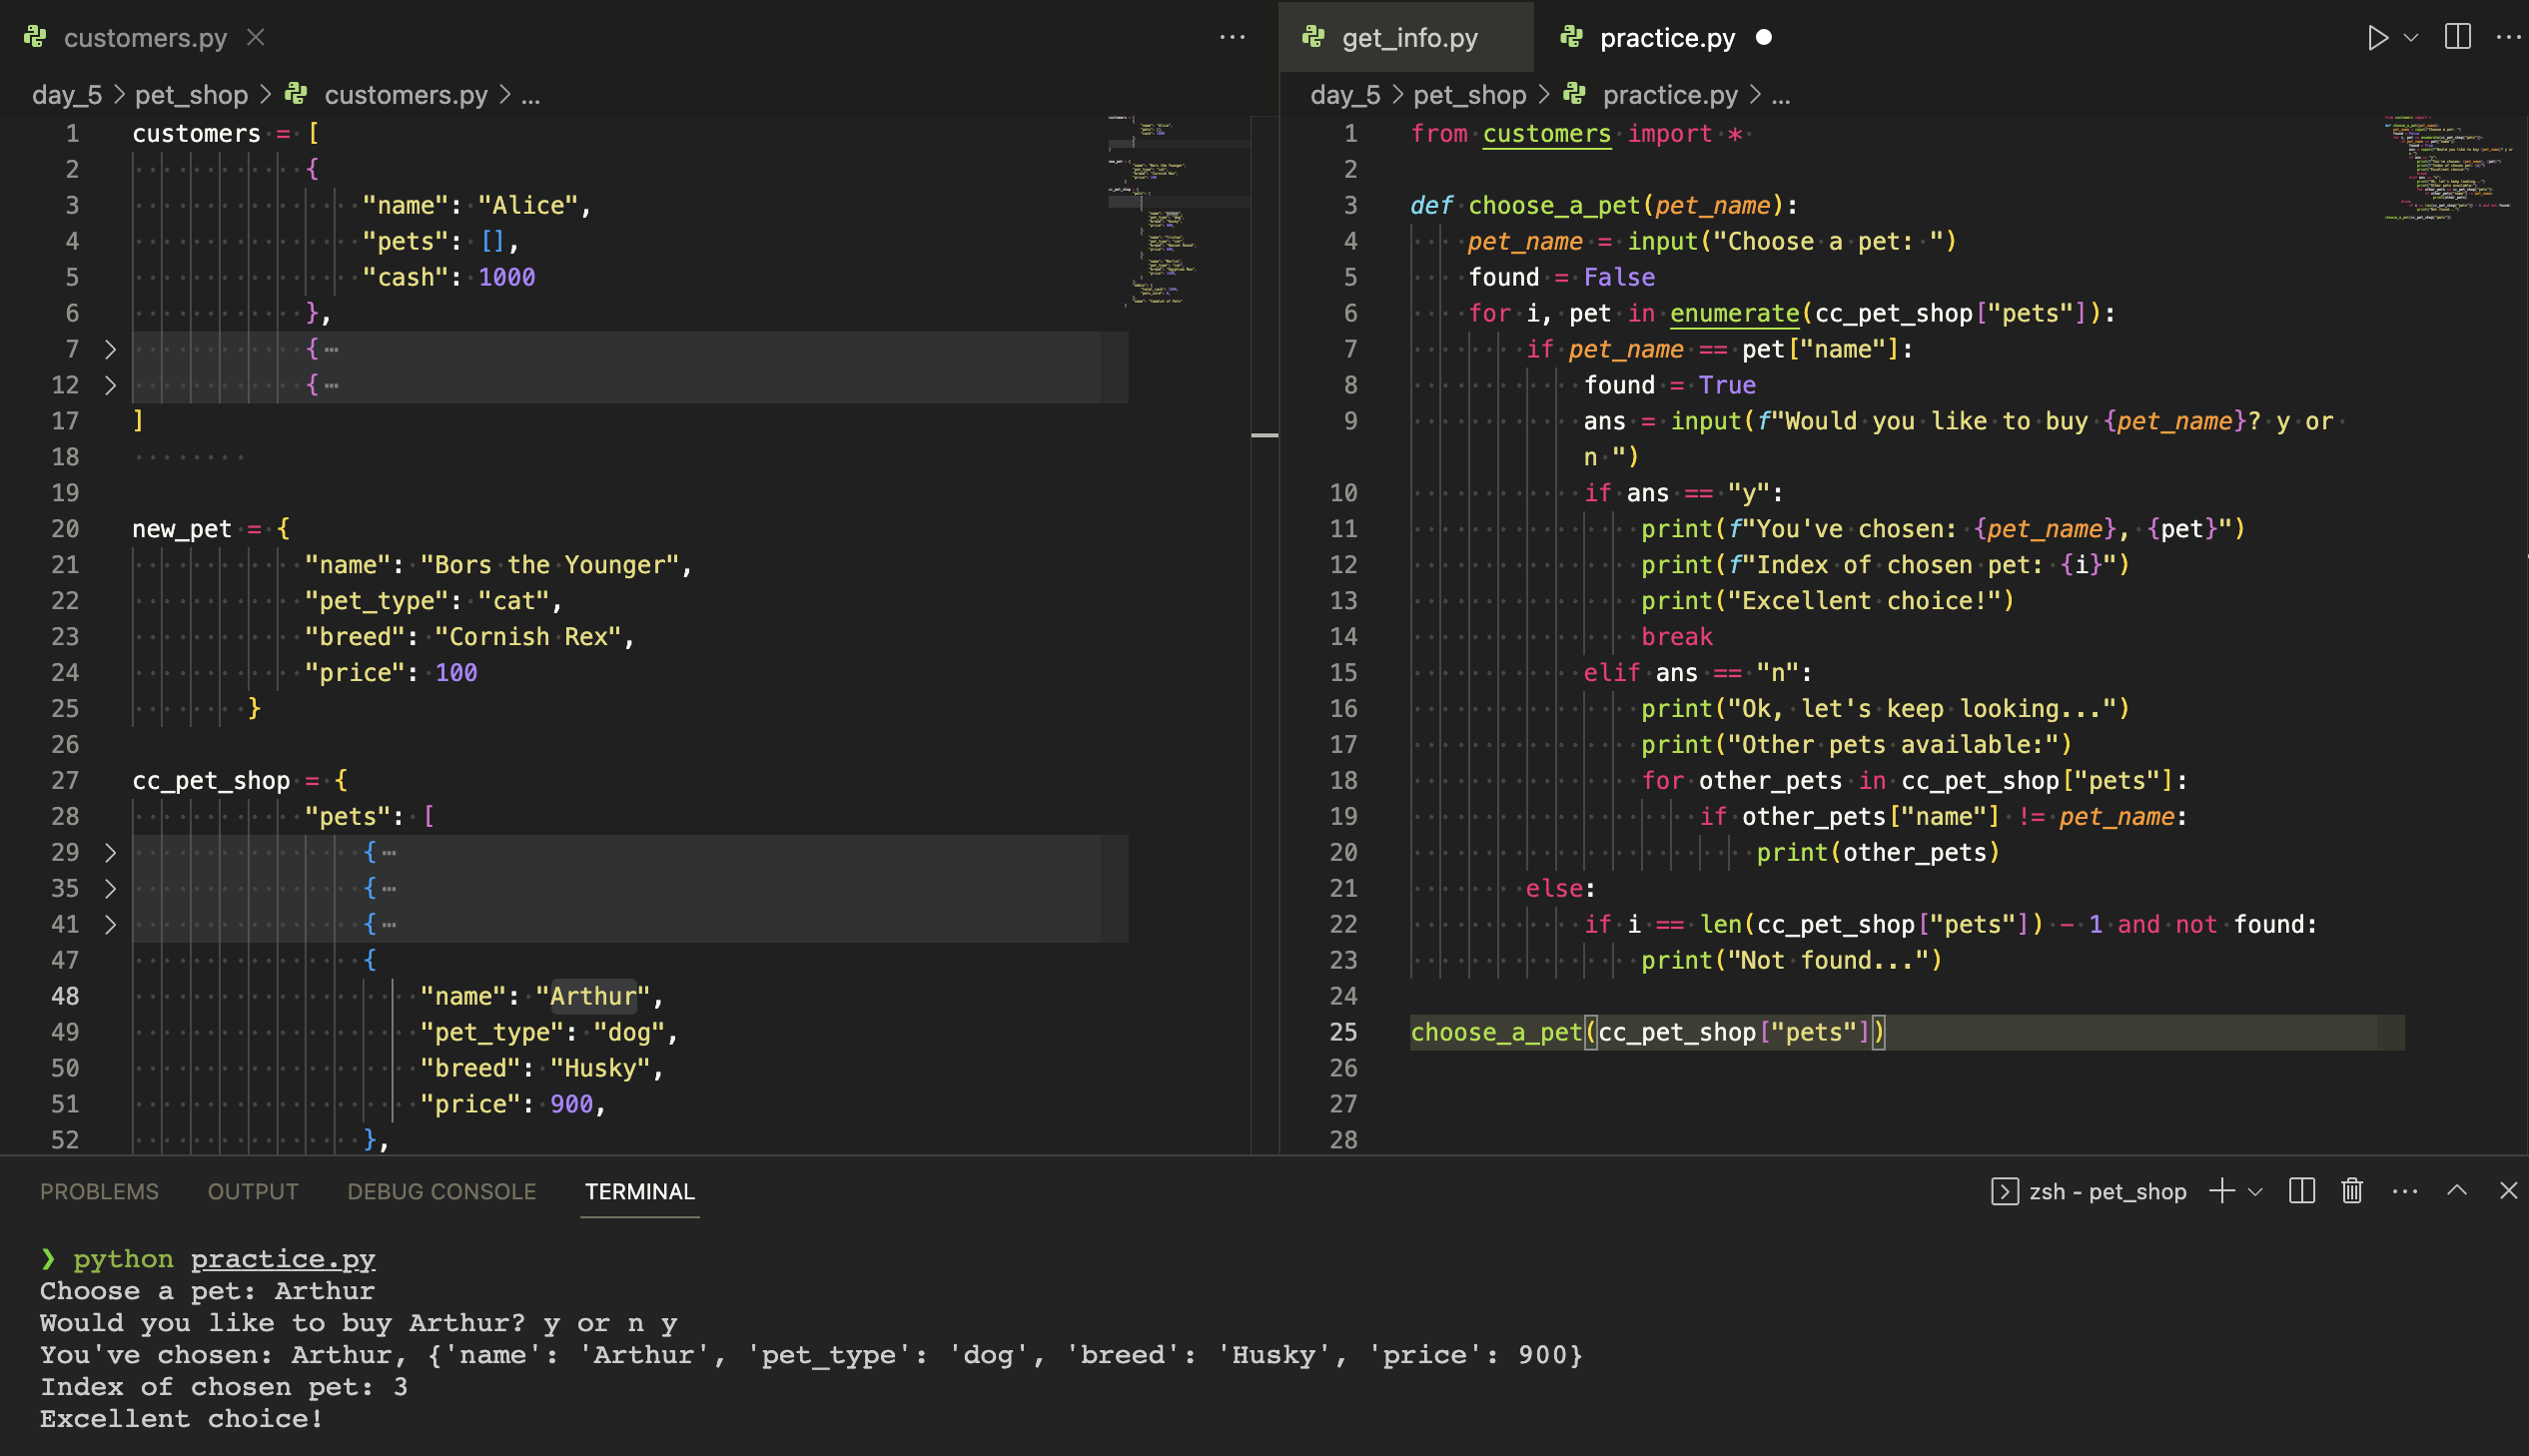 customers.py
day_5 > pet_shop > customers.py > ...
1 customers = [
2 {
3 "name": "Alice",
4 "pets": [],
5 "cash": 1000
6 },
7 > {…
12 > {…
17 ]
18
19
20 new_pet = {
21 "name": "Bors the Younger",
22 "pet_type": "cat",
23 "breed": "Cornish Rex",
24 "price": 100
25 }
26
27 cc_pet_shop = {
28 "pets": [
29 > {…
35 > {…
41 > {…
47 {
48 "name": "Arthur",
49 "pet_type": "dog",
50 "breed": "Husky",
51 "price": 900,
52 },
get_info.py practice.py
day_5 > pet_shop > practice.py > ...
1 from customers import *
2
3 def choose_a_pet(pet_name):
4 pet_name = input("Choose a pet: ")
5 found = False
6 for i, pet in enumerate(cc_pet_shop["pets"]):
7 if pet_name == pet["name"]:
8 found = True
9 ans = input(f"Would you like to buy {pet_name}? y or
n ")
10 if ans == "y":
11 print(f"You've chosen: {pet_name}, {pet}")
12 print(f"Index of chosen pet: {i}")
13 print("Excellent choice!")
14 break
15 elif ans == "n":
16 print("Ok, let's keep looking...")
17 print("Other pets available:")
18 for other_pets in cc_pet_shop["pets"]:
19 if other_pets["name"] != pet_name:
20 print(other_pets)
21 else:
22 if i == len(cc_pet_shop["pets"]) - 1 and not found:
23 print("Not found...")
24
25 choose_a_pet(cc_pet_shop["pets"])
26
27
28
PROBLEMS OUTPUT DEBUG CONSOLE TERMINAL
zsh - pet_shop
❯ python practice.py
Choose a pet: Arthur
Would you like to buy Arthur? y or n y
You've chosen: Arthur, {'name': 'Arthur', 'pet_type': 'dog', 'breed': 'Husky', 'price': 900}
Index of chosen pet: 3
Excellent choice!